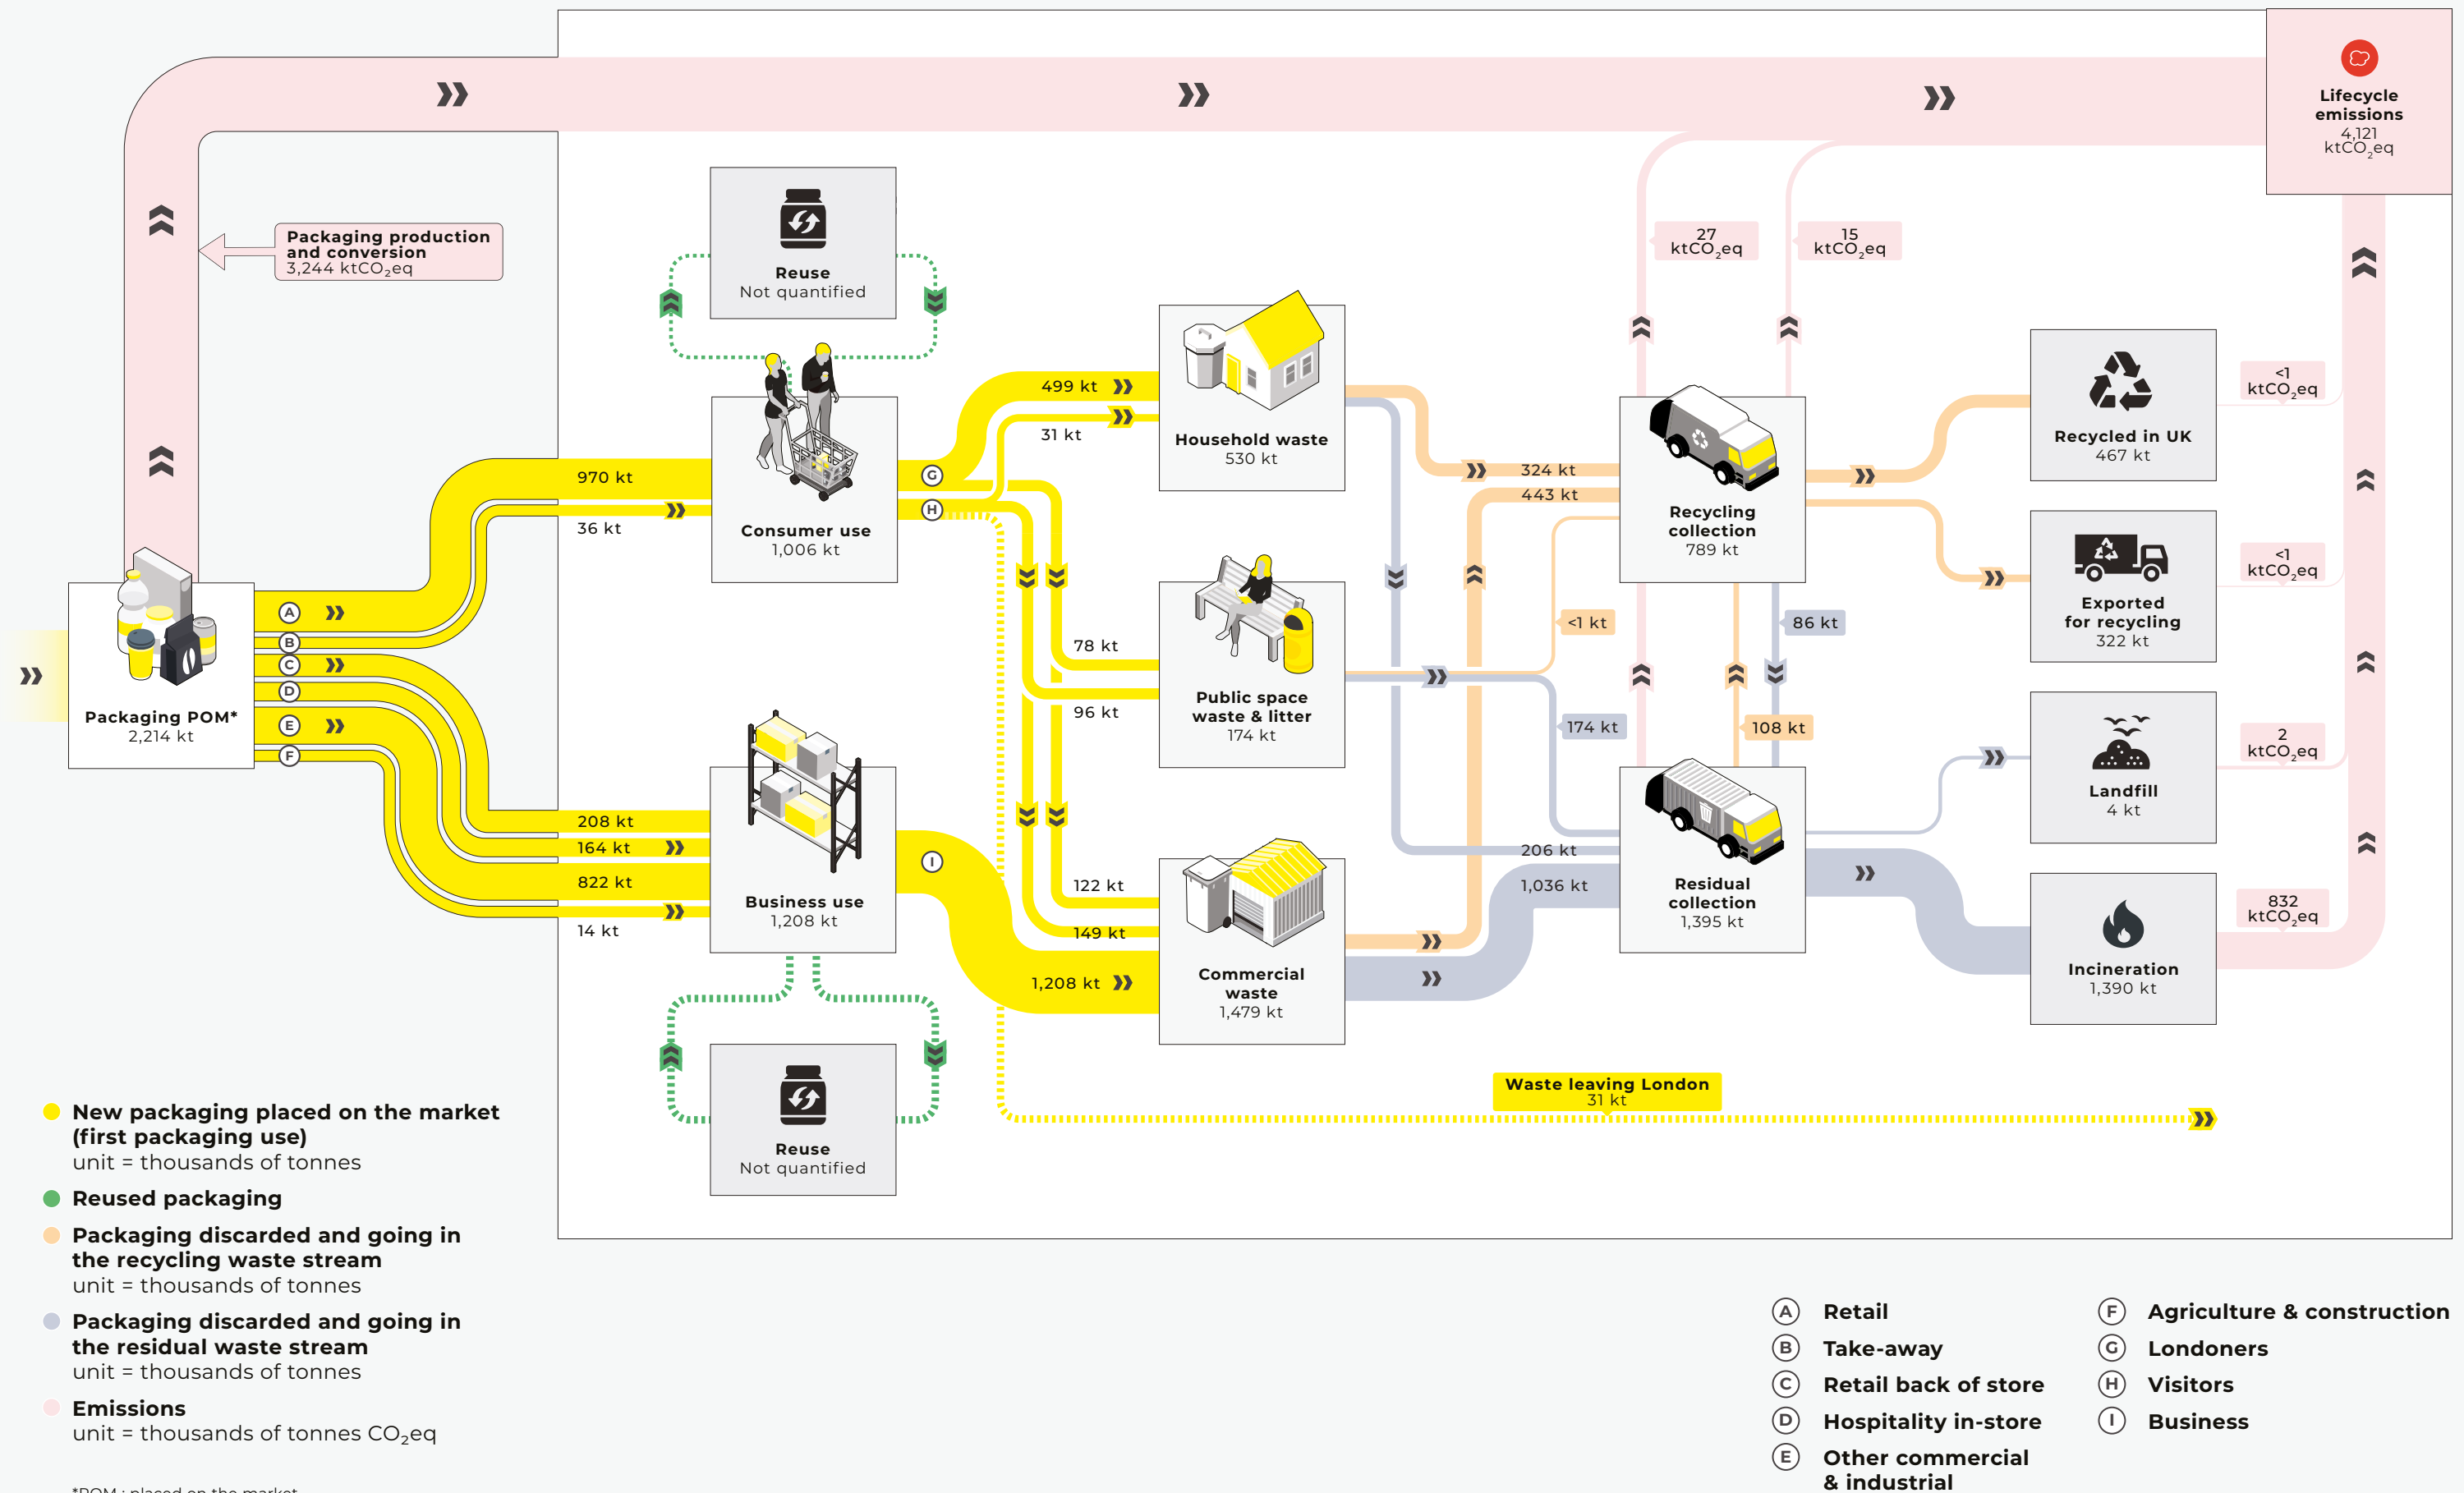 Lifecycle
emissions
4,121
ktCO₂eq
Packaging production
and conversion
3,244 ktCO₂eq
27
ktCO₂eq
15
ktCO₂eq
Reuse
Not quantified
499 kt
31 kt
Household waste
530 kt
970 kt
36 kt
Consumer use
1,006 kt
G
H
324 kt
443 kt
Recycling
collection
789 kt
Recycled in UK
467 kt
<1
ktCO₂eq
Exported
for recycling
322 kt
<1
ktCO₂eq
A
B
C
D
E
F
Packaging POM*
2,214 kt
78 kt
96 kt
Public space
waste & litter
174 kt
<1 kt
174 kt
86 kt
108 kt
Landfill
4 kt
2
ktCO₂eq
208 kt
164 kt
822 kt
14 kt
Business use
1,208 kt
I
122 kt
149 kt
1,208 kt
Commercial
waste
1,479 kt
206 kt
1,036 kt
Residual
collection
1,395 kt
Incineration
1,390 kt
832
ktCO₂eq
Reuse
Not quantified
Waste leaving London
31 kt
New packaging placed on the market
(first packaging use)
unit = thousands of tonnes
Reused packaging
Packaging discarded and going in
the recycling waste stream
unit = thousands of tonnes
Packaging discarded and going in
the residual waste stream
unit = thousands of tonnes
Emissions
unit = thousands of tonnes CO₂eq
*POM : placed on the market
A Retail
B Take-away
C Retail back of store
D Hospitality in-store
E Other commercial
& industrial
F Agriculture & construction
G Londoners
H Visitors
I Business